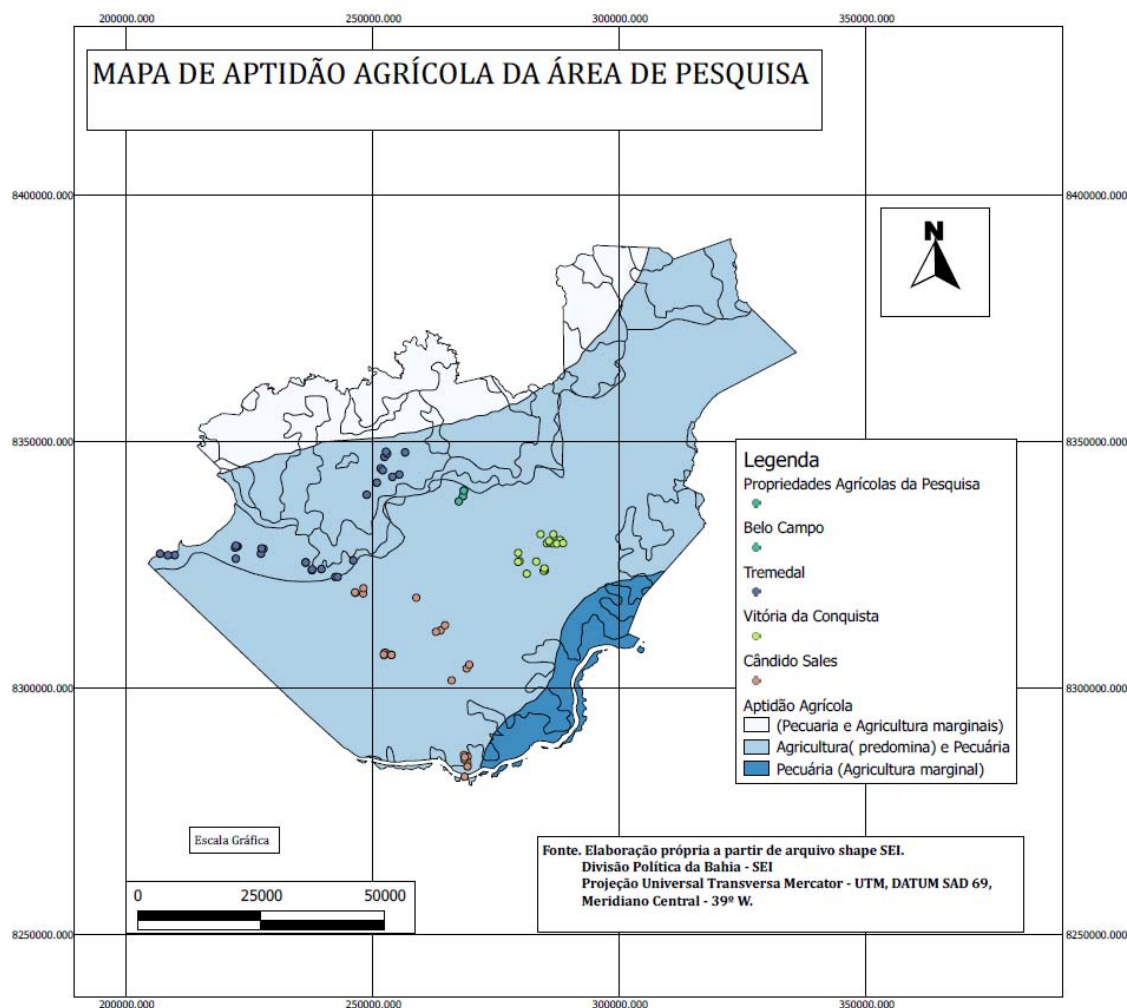 200000.000
250000.000
300000.000
350000.000
MAPA DE APTIDÃO AGRÍCOLA DA ÁREA DE PESQUISA
8400000.000
8400000.000
N
8350000.000
8350000.000
Legenda
Propriedades Agrícolas da Pesquisa
Belo Campo
Tremedal
Vitória da Conquista
Cândido Sales
Aptidão Agrícola
(Pecuaria e Agricultura marginais)
Agricultura( predomina) e Pecuária
Pecuária (Agricultura marginal)
8300000.000
8300000.000
Escala Gráfica
0
25000
50000
Fonte. Elaboração própria a partir de arquivo shape SEI.
Divisão Política da Bahia - SEI
Projeção Universal Transversa Mercator - UTM, DATUM SAD 69,
Meridiano Central - 39º W.
8250000.000
8250000.000
200000.000
250000.000
300000.000
350000.000